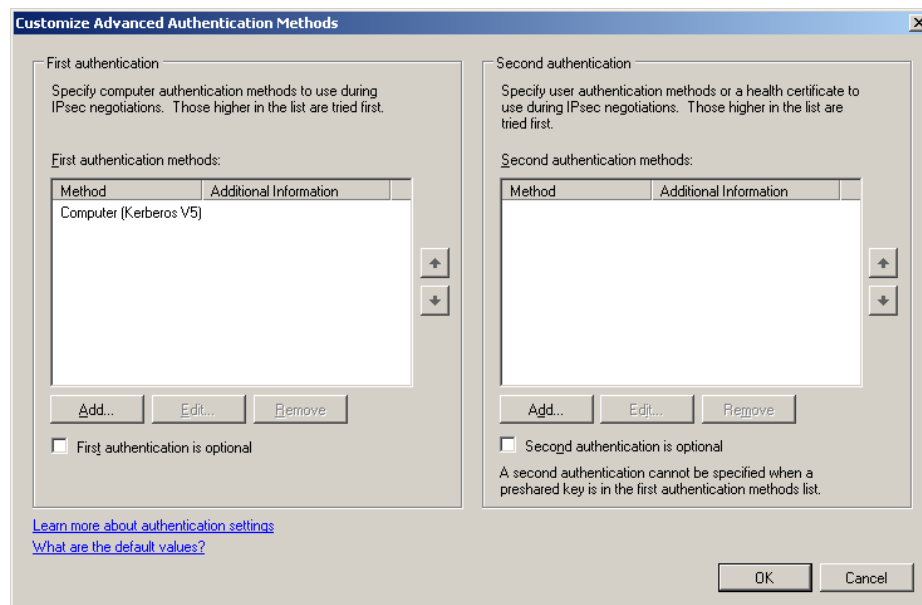 Customize Advanced Authentication Methods
First authentication
Specify computer authentication methods to use during
IPsec negotiations. Those higher in the list are tried first.
First authentication methods:
Method Additional Information
Computer (Kerberos V5)
Add... Edit... Remove
First authentication is optional
Second authentication
Specify user authentication methods or a health certificate to
use during IPsec negotiations. Those higher in the list are
tried first.
Second authentication methods:
Method Additional Information
Add... Edit... Remove
Second authentication is optional
A second authentication cannot be specified when a
preshared key is in the first authentication methods list.
Learn more about authentication settings
What are the default values?
OK Cancel